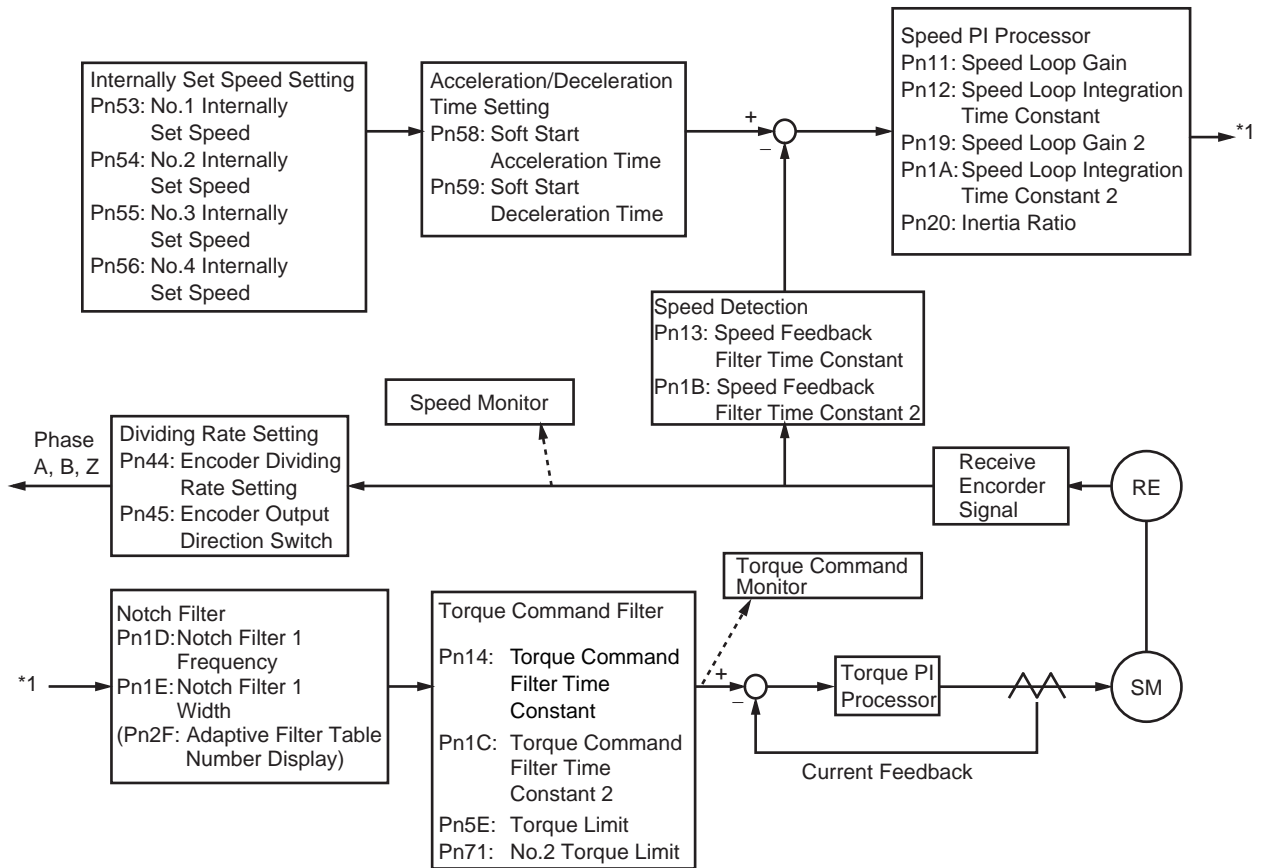 Internally Set Speed Setting
Pn53: No.1 Internally
Set Speed
Pn54: No.2 Internally
Set Speed
Pn55: No.3 Internally
Set Speed
Pn56: No.4 Internally
Set Speed
Acceleration/Deceleration
Time Setting
Pn58: Soft Start
Acceleration Time
Pn59: Soft Start
Deceleration Time
+
−
Speed PI Processor
Pn11: Speed Loop Gain
Pn12: Speed Loop Integration
Time Constant
Pn19: Speed Loop Gain 2
Pn1A: Speed Loop Integration
Time Constant 2
Pn20: Inertia Ratio
*1
Speed Detection
Pn13: Speed Feedback
Filter Time Constant
Pn1B: Speed Feedback
Filter Time Constant 2
Speed Monitor
Phase
A, B, Z
Dividing Rate Setting
Pn44: Encoder Dividing
Rate Setting
Pn45: Encoder Output
Direction Switch
Receive
Encorder
Signal
RE
*1
Notch Filter
Pn1D: Notch Filter 1
Frequency
Pn1E: Notch Filter 1
Width
(Pn2F: Adaptive Filter Table
Number Display)
Torque Command Filter
Pn14: Torque Command
Filter Time
Constant
Pn1C: Torque Command
Filter Time
Constant 2
Pn5E: Torque Limit
Pn71: No.2 Torque Limit
Torque Command
Monitor
+
−
Torque PI
Processor
SM
Current Feedback